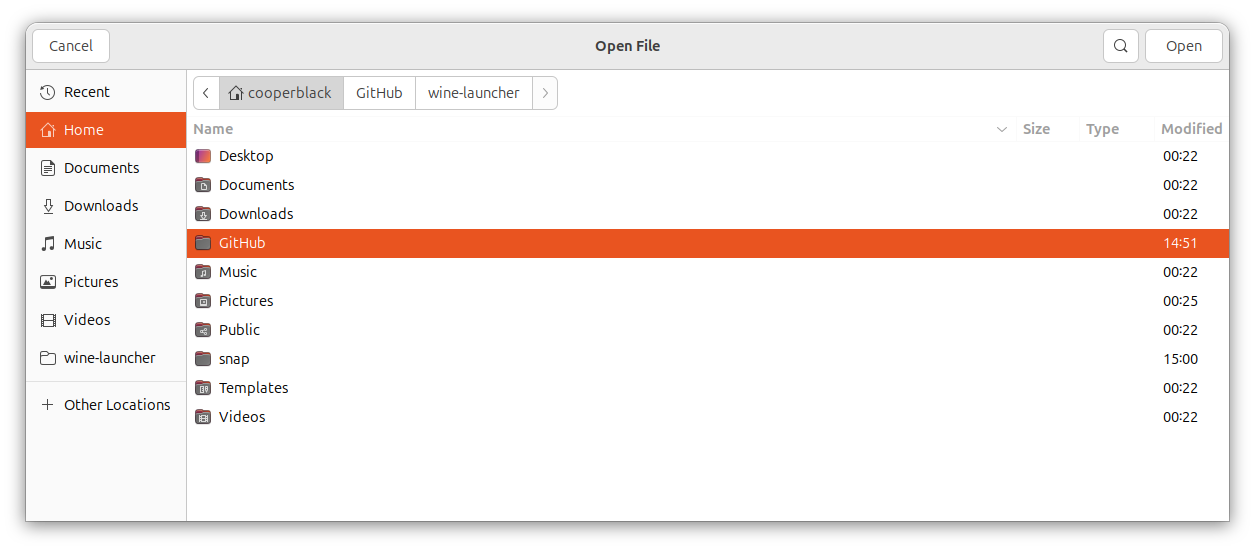 Cancel Open File Open
Recent
Home
Documents
Downloads
Music
Pictures
Videos
wine-launcher
Other Locations
cooperblack GitHub wine-launcher
Name Size Type Modified
Desktop 00:22
Documents 00:22
Downloads 00:22
GitHub 14:51
Music 00:22
Pictures 00:25
Public 00:22
snap 15:00
Templates 00:22
Videos 00:22